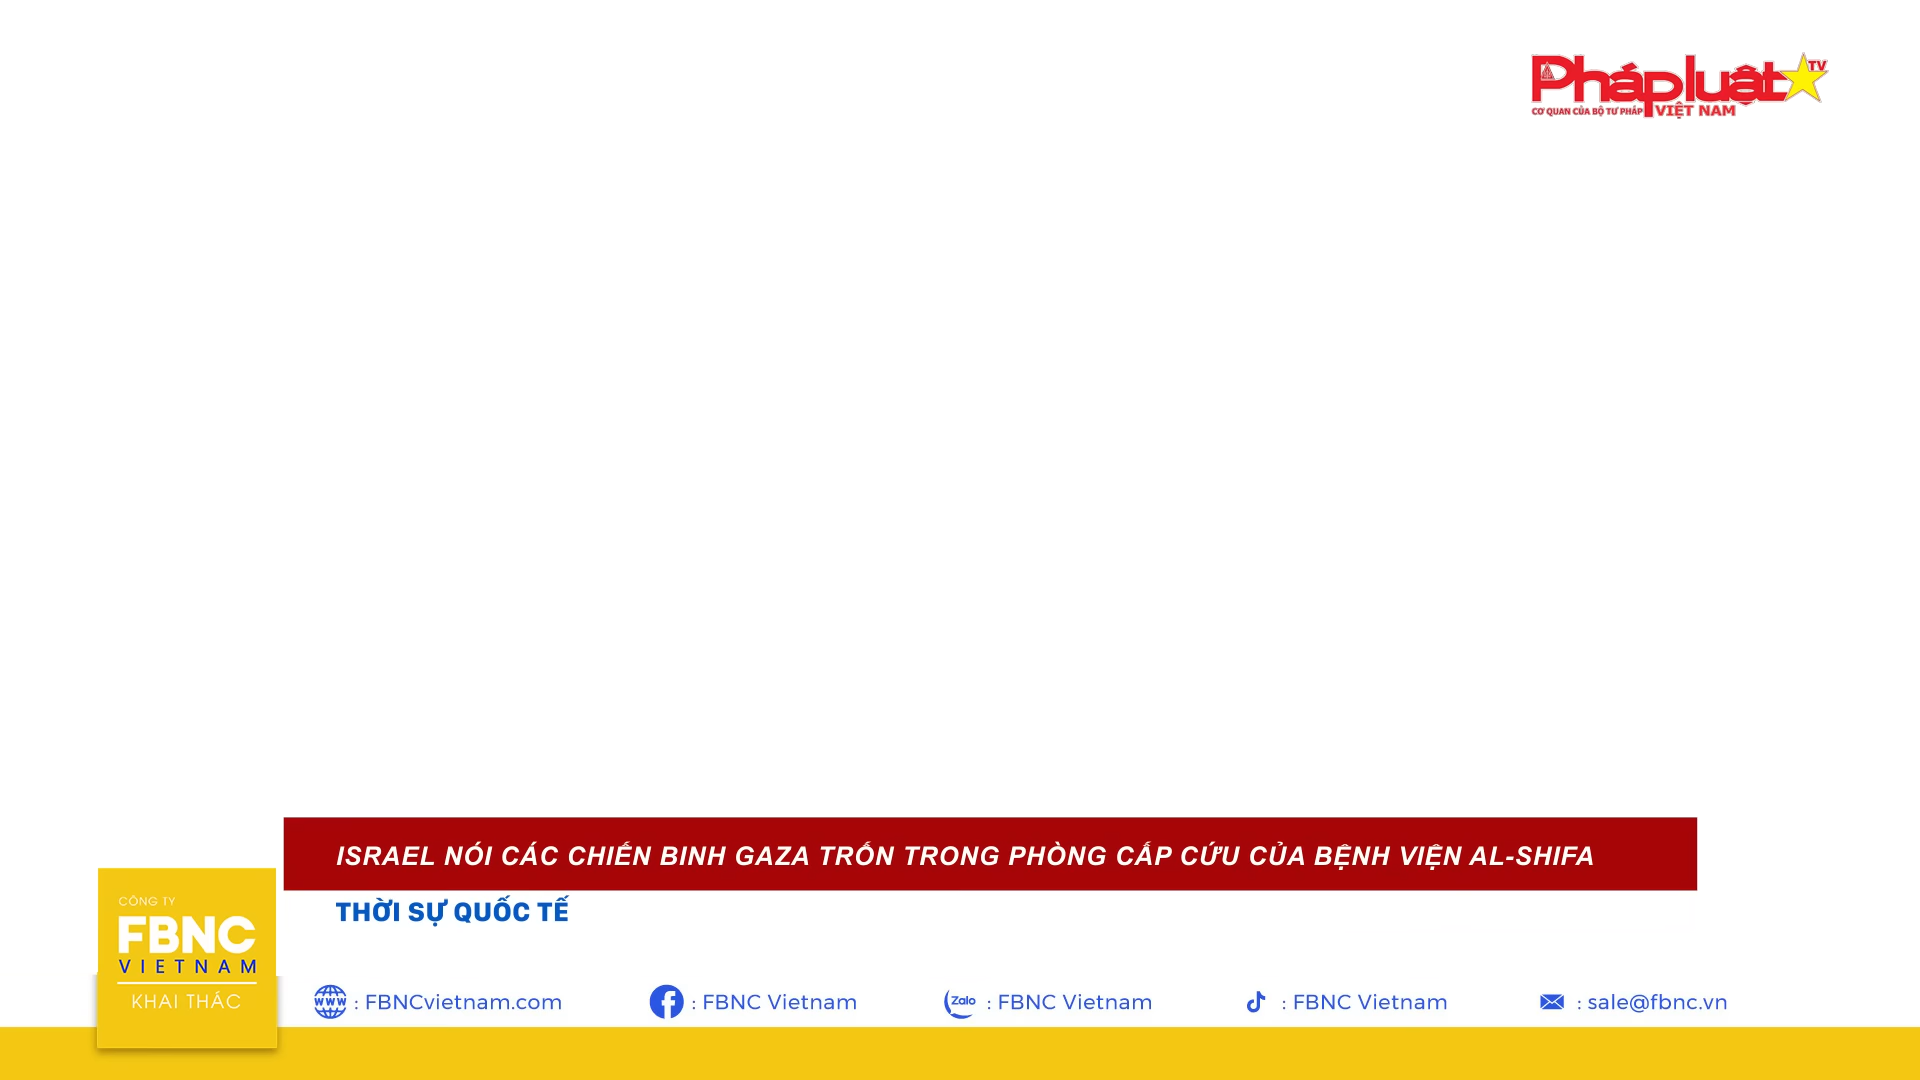 Pháp luật TV
CƠ QUAN CỦA BỘ TƯ PHÁP VIỆT NAM
ISRAEL NÓI CÁC CHIẾN BINH GAZA TRỐN TRONG PHÒNG CẤP CỨU CỦA BỆNH VIỆN AL-SHIFA
THỜI SỰ QUỐC TẾ
CÔNG TY
FBNC
VIETNAM
KHAI THÁC
www : FBNCvietnam.com
: FBNC Vietnam
Zalo : FBNC Vietnam
: FBNC Vietnam
: sale@fbnc.vn